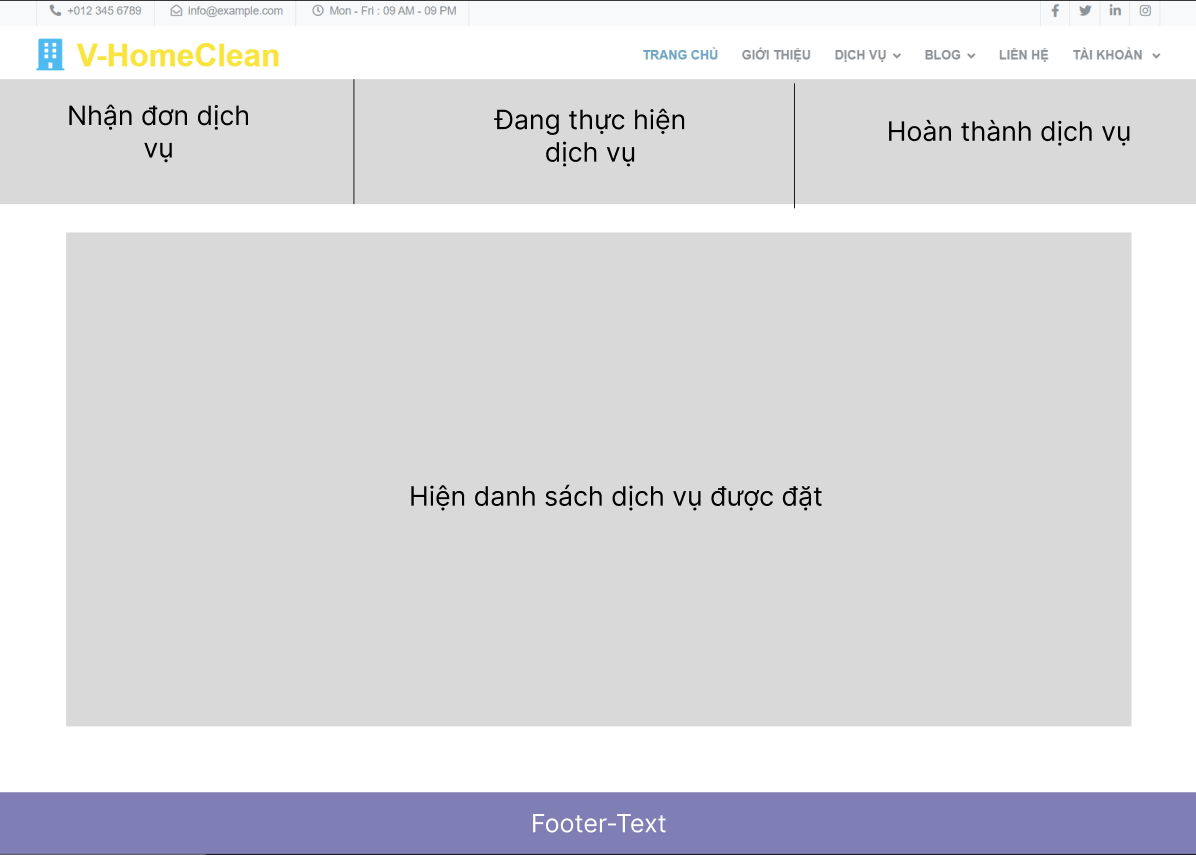 +012 345 6789 info@example.com Mon - Fri : 09 AM - 09 PM
V-HomeClean TRANG CHỦ GIỚI THIỆU DỊCH VỤ BLOG LIÊN HỆ TÀI KHOẢN
Nhận đơn dịch
vụ
Đang thực hiện
dịch vụ
Hoàn thành dịch vụ
Hiện danh sách dịch vụ được đặt
Footer-Text